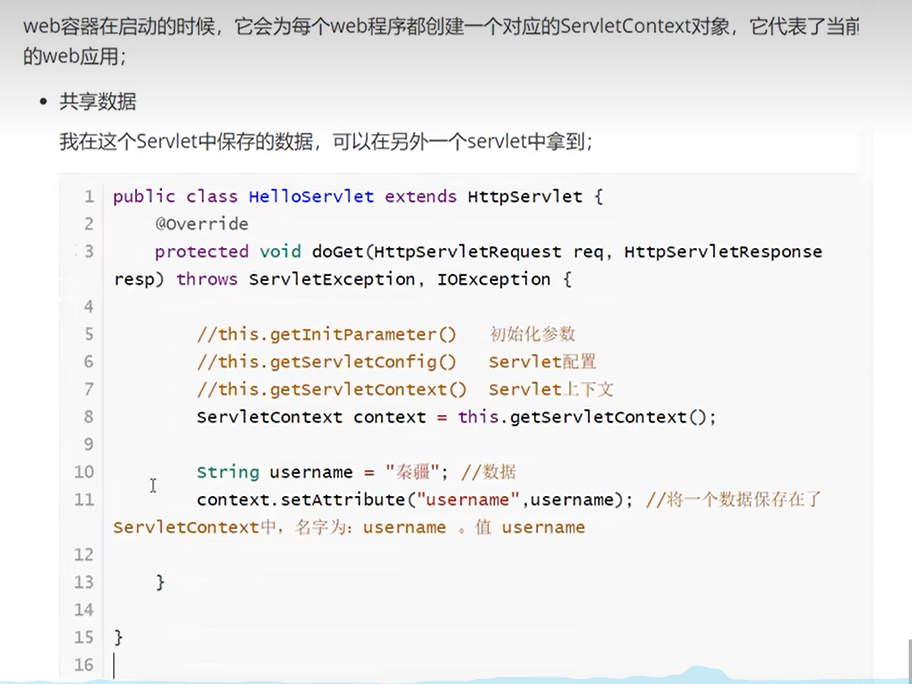 web容器在启动的时候，它会为每个web程序都创建一个对应的ServletContext对象，它代表了当前
的web应用；
• 共享数据
我在这个Servlet中保存的数据，可以在另外一个servlet中拿到；
1 public class HelloServlet extends HttpServlet {
2 @Override
3 protected void doGet(HttpServletRequest req, HttpServletResponse
resp) throws ServletException, IOException {
4
5 //this.getInitParameter() 初始化参数
6 //this.getServletConfig() Servlet配置
7 //this.getServletContext() Servlet上下文
8 ServletContext context = this.getServletContext();
9
10 String username = "秦疆"; //数据
11 context.setAttribute("username",username); //将一个数据保存在了
ServletContext中，名字为：username 。值 username
12
13 }
14
15 }
16